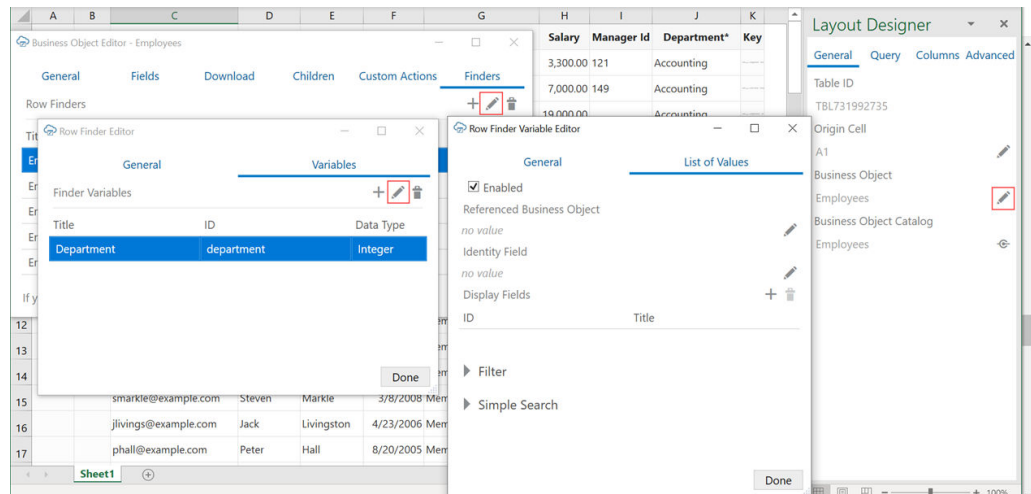 A B C D E F G H I J K
Business Object Editor - Employees
General Fields Download Children Custom Actions Finders
Row Finders
Row Finder Editor
General Variables
Finder Variables
Title ID Data Type
Department department Integer
Done
If y
Row Finder Variable Editor
General List of Values
Enabled
Referenced Business Object
no value
Identity Field
no value
Display Fields
ID Title
Filter
Simple Search
Done
Salary Manager Id Department* Key
3,300.00 121 Accounting
7,000.00 149 Accounting
19,000.00 Accounting
12
13
14
15 smarkle@example.com Steven Markle 3/8/2008 Mem
16 jlivings@example.com Jack Livingston 4/23/2006 Mem
17 phall@example.com Peter Hall 8/20/2005 Mem
Sheet1
Layout Designer
General Query Columns Advanced
Table ID
TBL731992735
Origin Cell
A1
Business Object
Employees
Business Object Catalog
Employees
100%